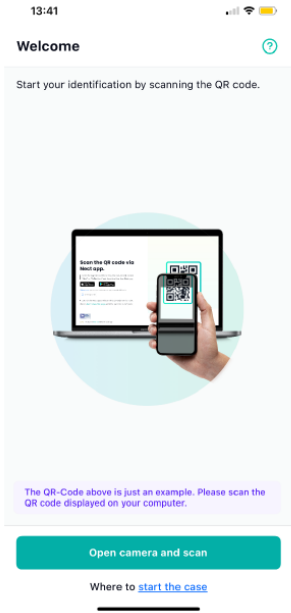 13:41
Welcome
?
Start your identification by scanning the QR code.
Scan the QR code via
Nect app.
The QR-Code above is just an example. Please scan the
QR code displayed on your computer.
Open camera and scan
Where to start the case